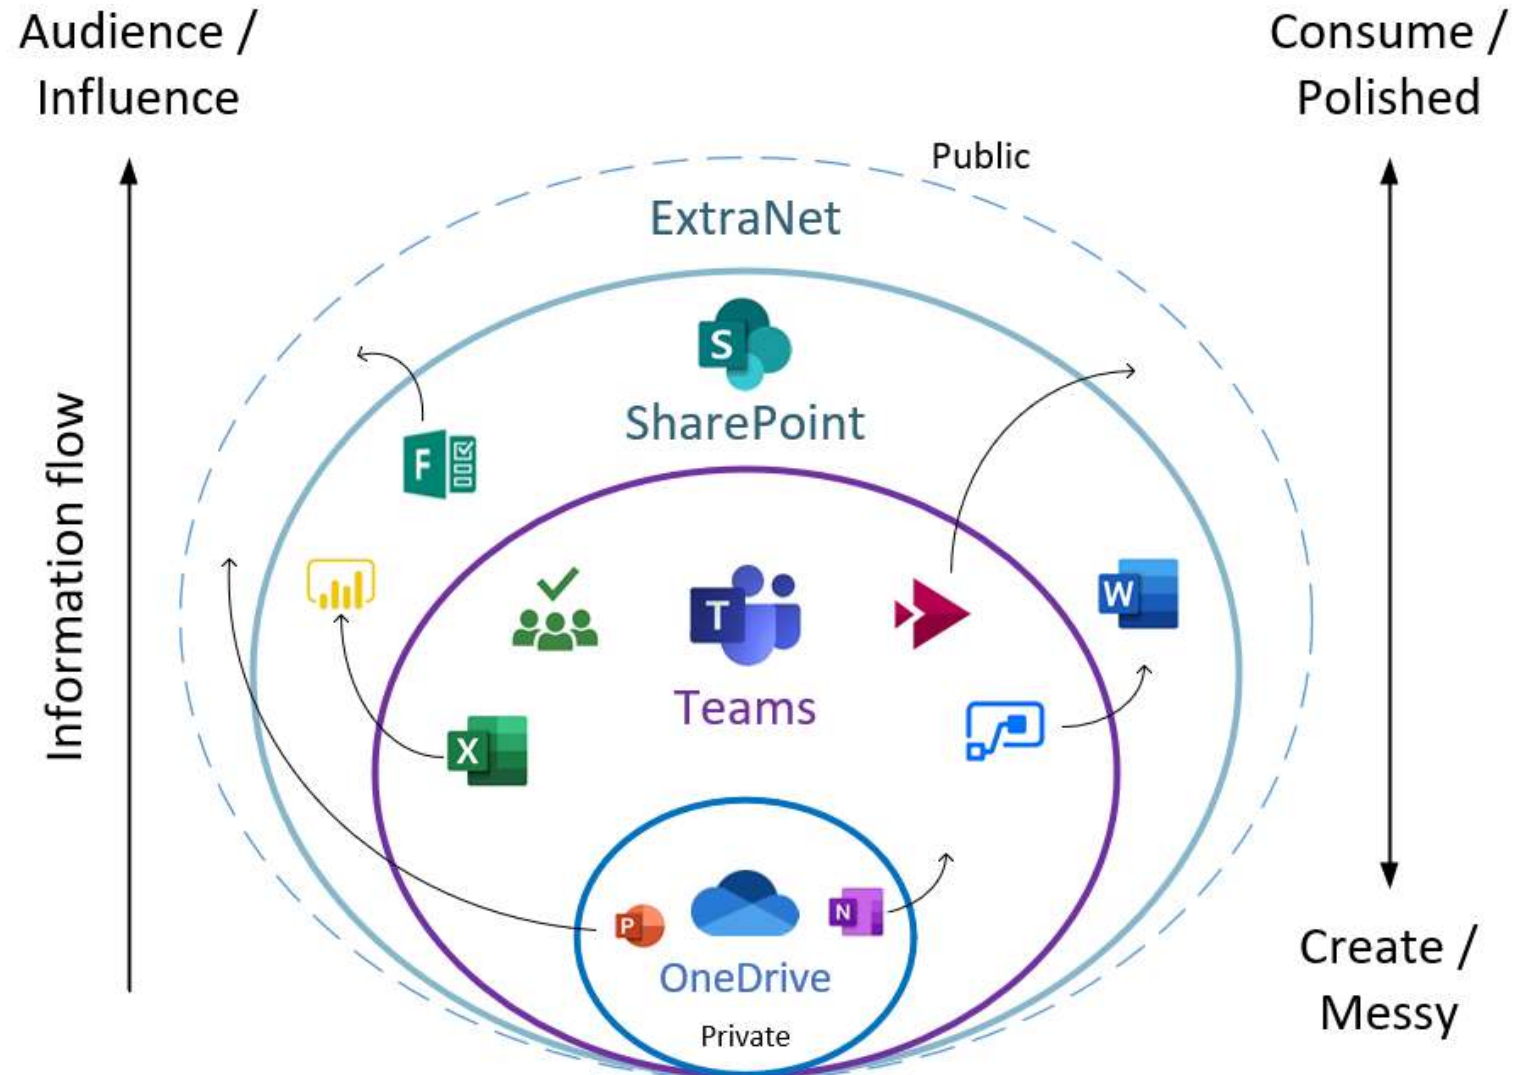 Audience /
Influence
Consume /
Polished
Public
ExtraNet
S
SharePoint
F
Information flow
T
W
Teams
X
P
N
OneDrive
Private
Create /
Messy